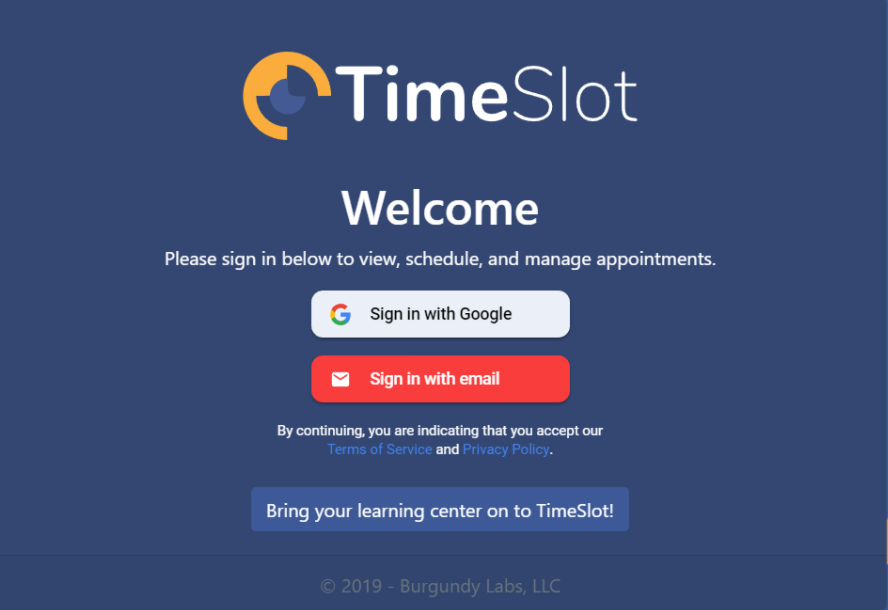 TimeSlot
Welcome
Please sign in below to view, schedule, and manage appointments.
Sign in with Google
Sign in with email
By continuing, you are indicating that you accept our
Terms of Service and Privacy Policy.
Bring your learning center on to TimeSlot!
© 2019 - Burgundy Labs, LLC